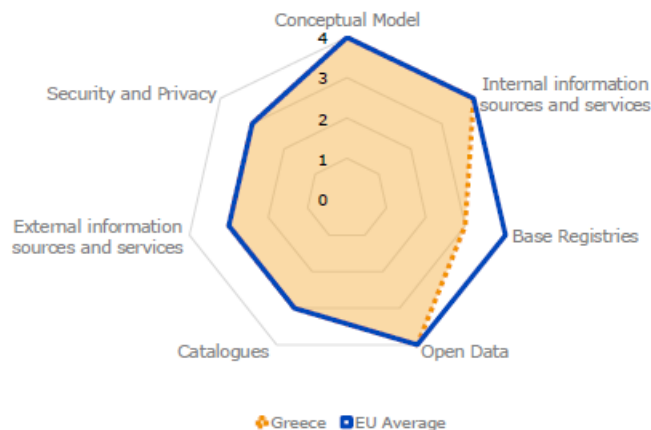 Conceptual Model
4
3
2
1
0
Internal information
sources and services
Security and Privacy
External information
sources and services
Base Registries
Catalogues
Open Data
Greece
EU Average